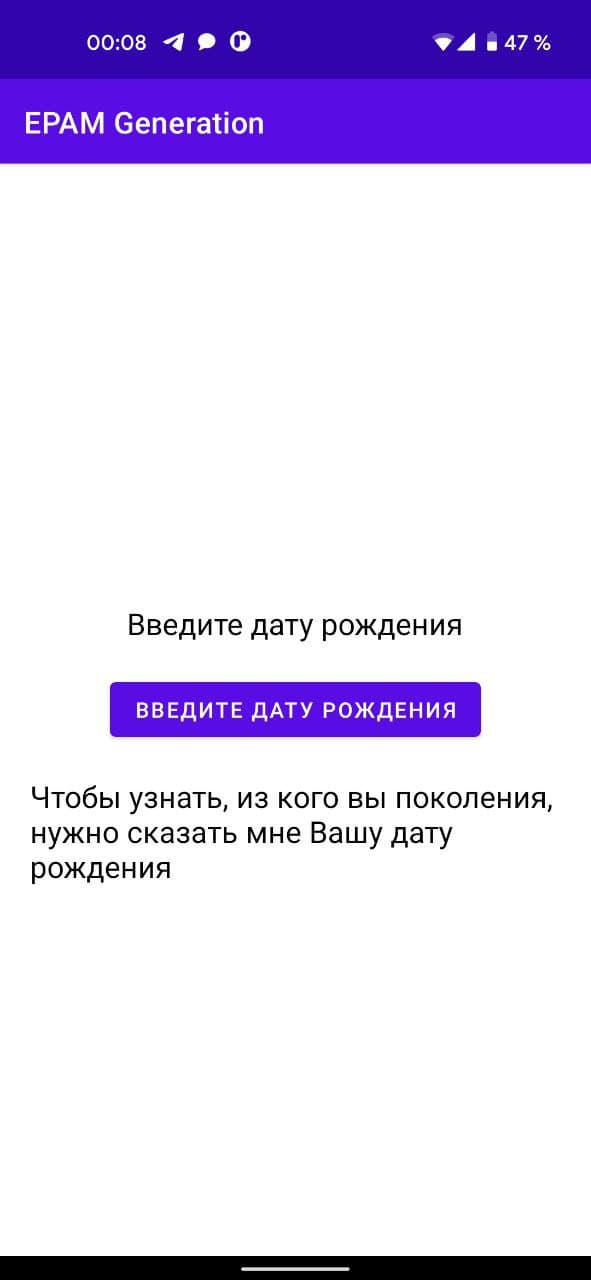 00:08 47 %
EPAM Generation
Введите дату рождения
ВВЕДИТЕ ДАТУ РОЖДЕНИЯ
Чтобы узнать, из кого вы поколения,
нужно сказать мне Вашу дату
рождения